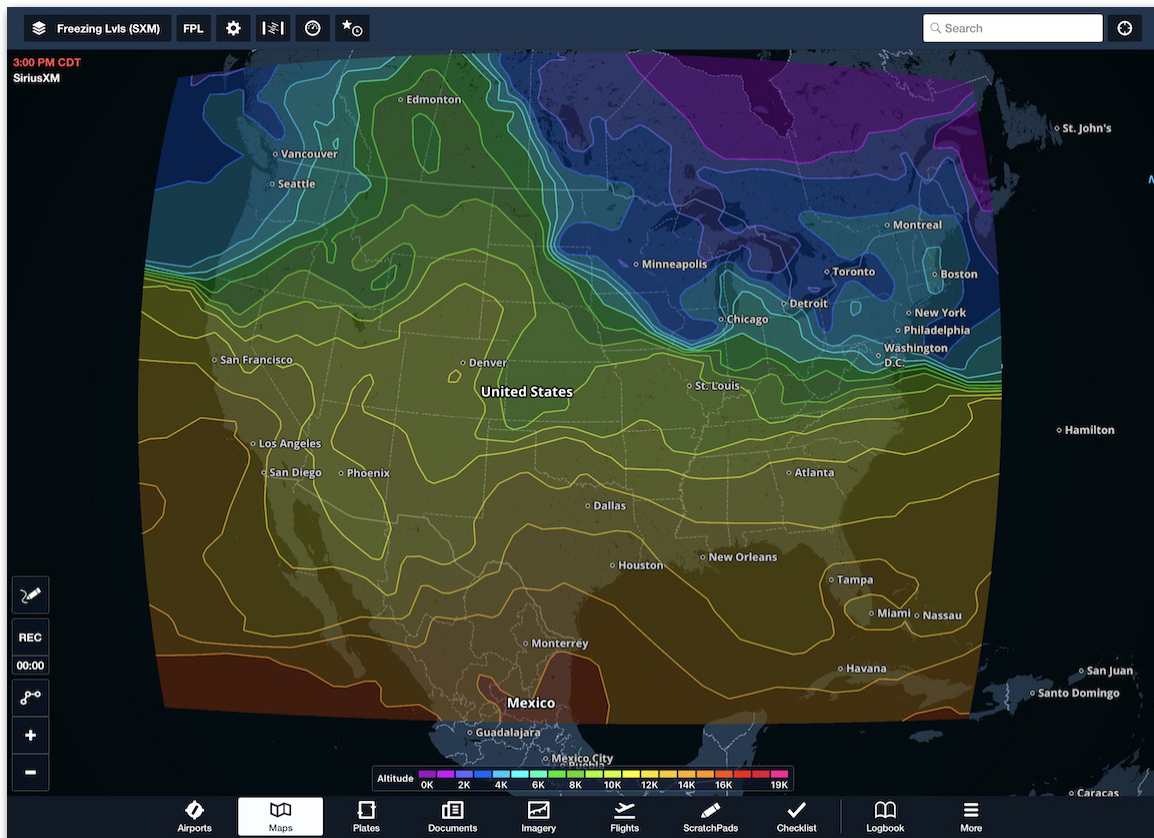 Freezing Lvls (SXM)
FPL
Search
3:00 PM CDT
SiriusXM
Edmonton
St. John's
Vancouver
Seattle
Montreal
Minneapolis
Toronto
Boston
Detroit
New York
Chicago
Philadelphia
Washington
D.C.
San Francisco
Denver
United States
St. Louis
Hamilton
Los Angeles
San Diego
Phoenix
Atlanta
Dallas
New Orleans
Houston
Tampa
Miami
Nassau
REC
00:00
Monterrey
Havana
San Juan
Santo Domingo
Mexico
Guadalajara
Mexico City
Puebla
Altitude
0K 2K 4K 6K 8K 10K 12K 14K 16K 19K
Caracas
Airports
Maps
Plates
Documents
Imagery
Flights
ScratchPads
Checklist
Logbook
More